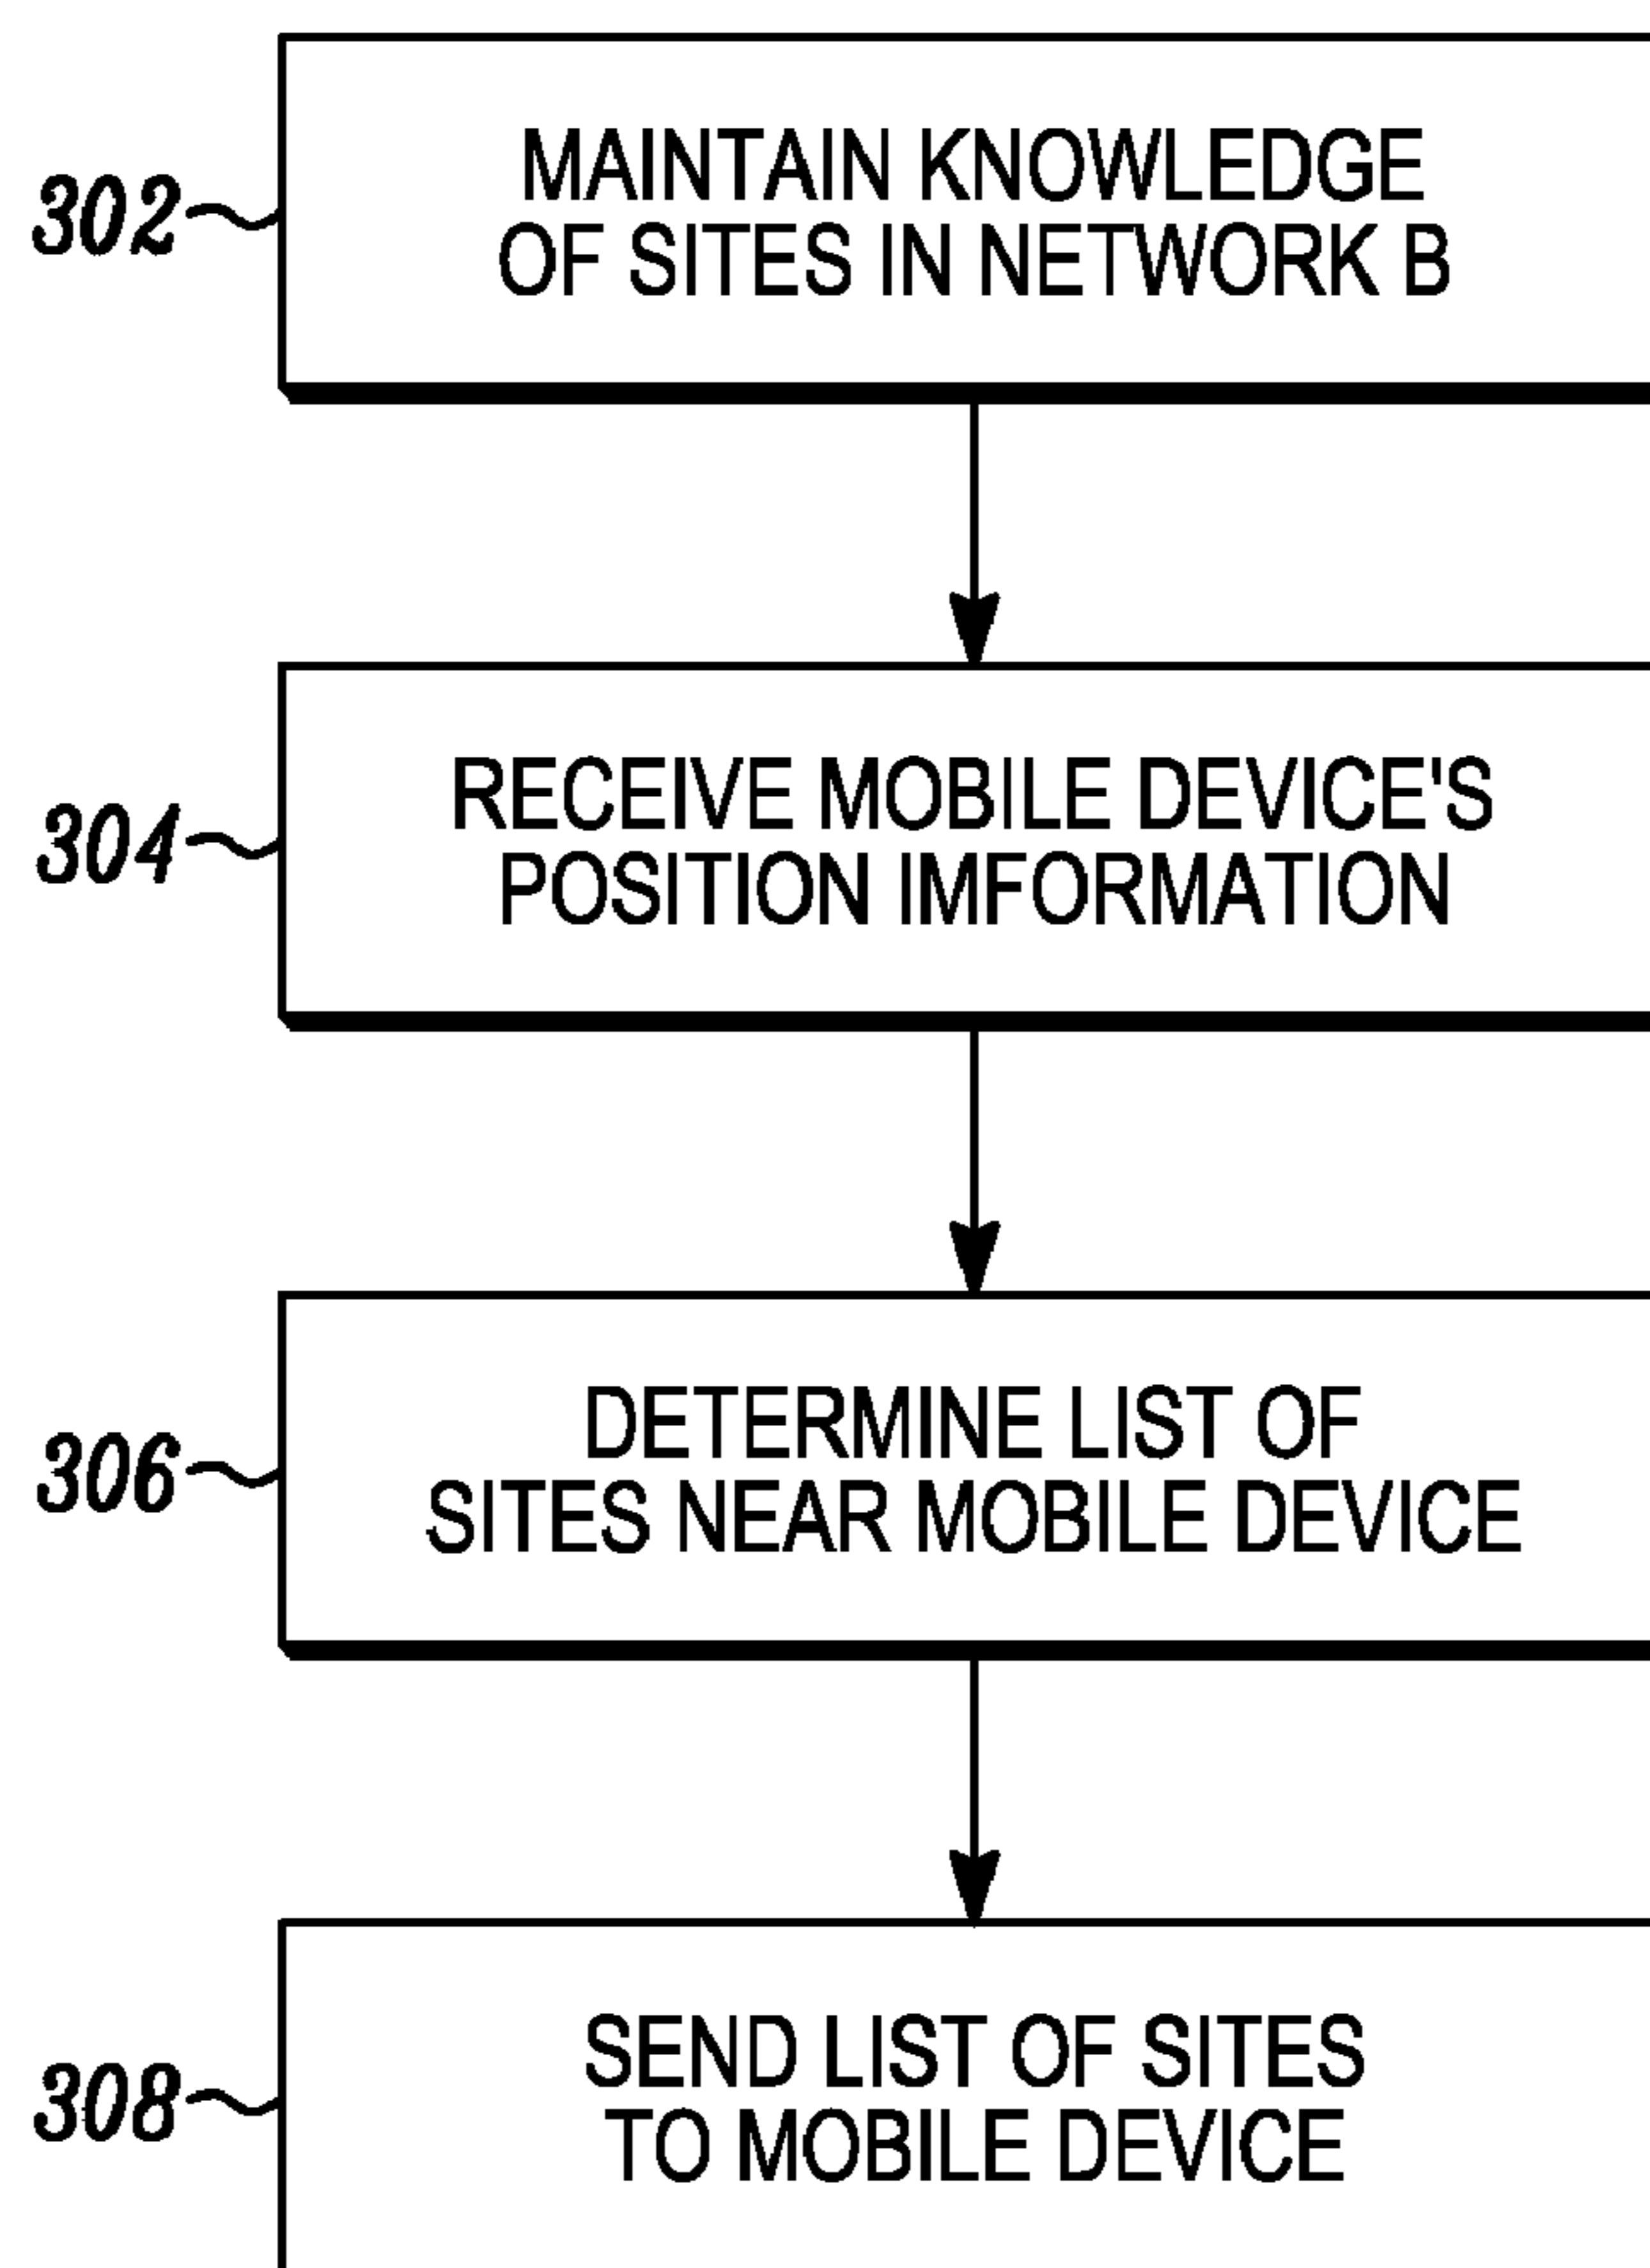 302
MAINTAIN KNOWLEDGE
OF SITES IN NETWORK B
304
RECEIVE MOBILE DEVICE'S
POSITION IMFORMATION
306
DETERMINE LIST OF
SITES NEAR MOBILE DEVICE
308
SEND LIST OF SITES
TO MOBILE DEVICE